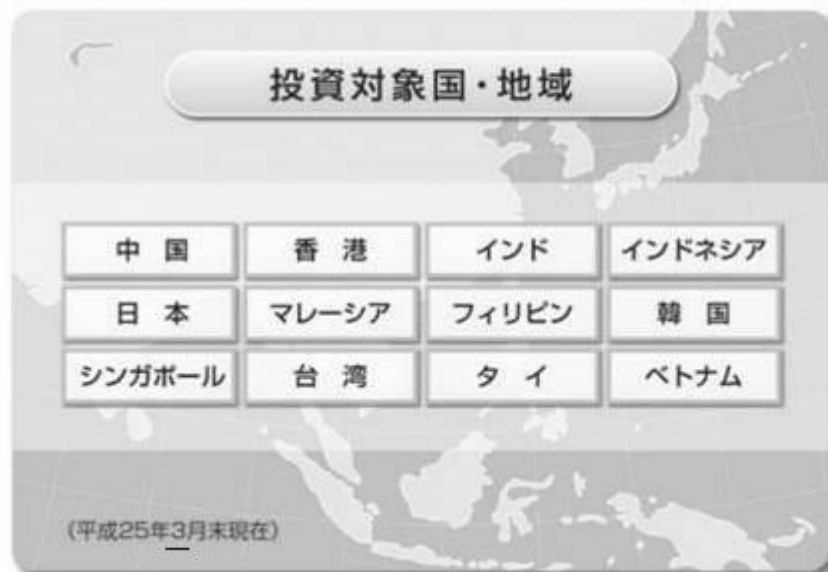 投資対象国・地域
中国 香港 インド インドネシア
日本 マレーシア フィリピン 韓国
シンガポール 台湾 タイ ベトナム
(平成25年3月末現在)